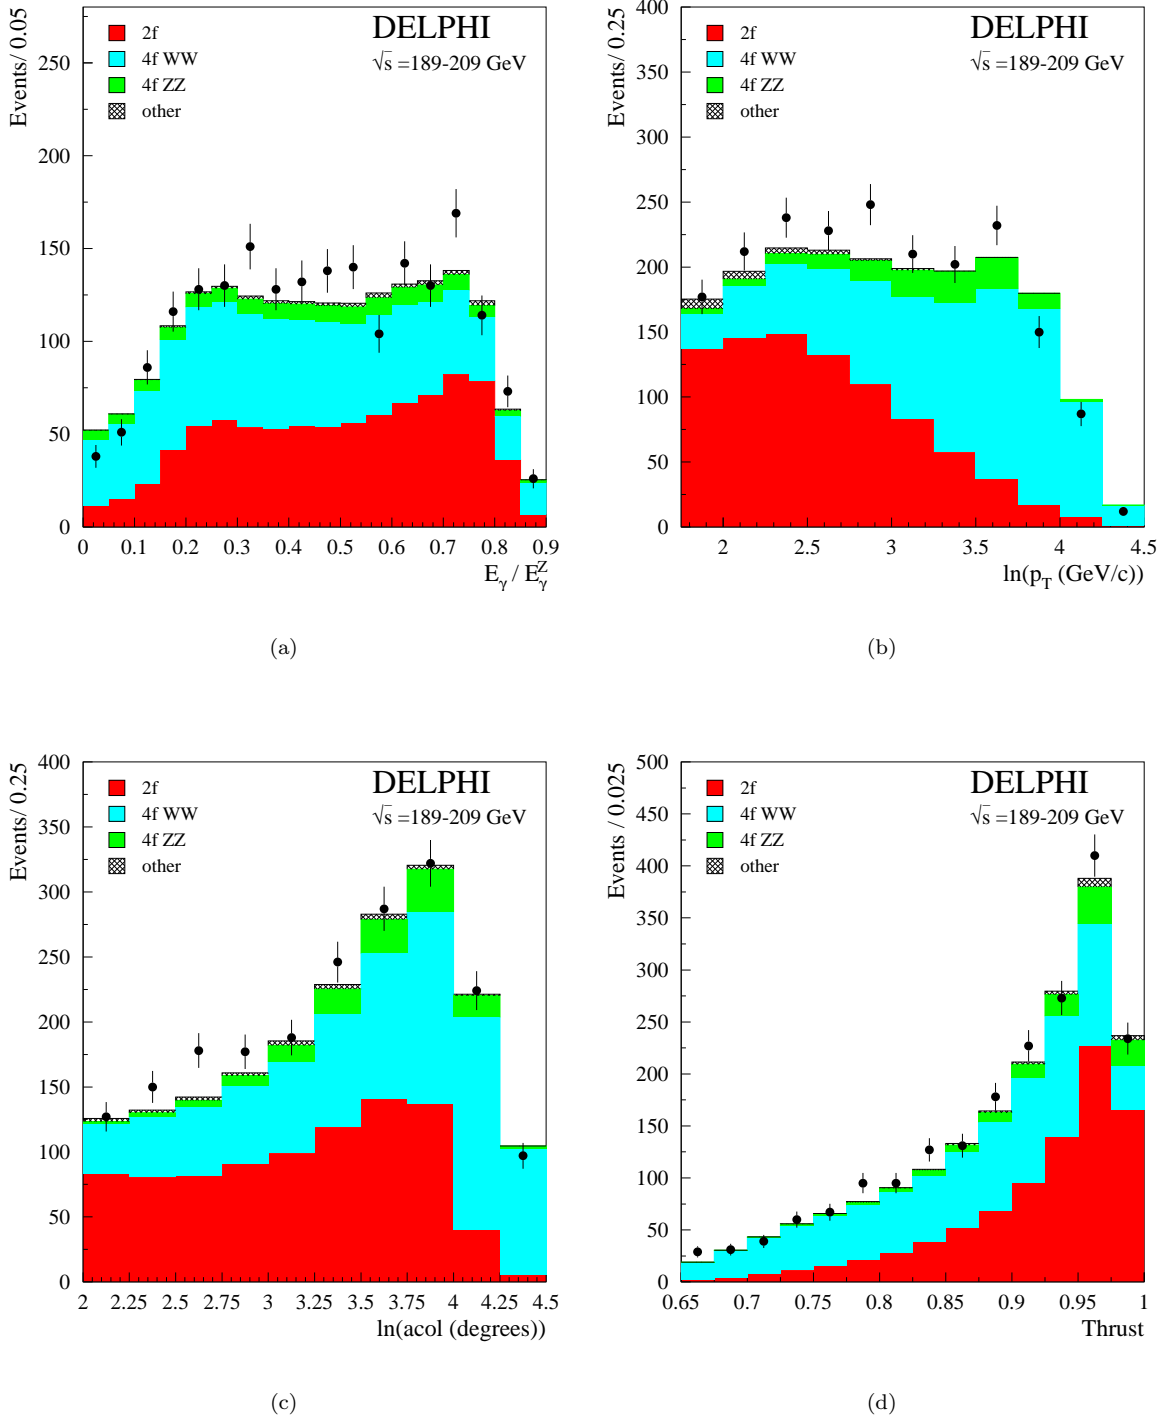 DELPHI
√s =189-209 GeV
2f
4f WW
4f ZZ
other
Events/ 0.05
250
200
150
100
50
0
0 0.1 0.2 0.3 0.4 0.5 0.6 0.7 0.8 0.9
E_γ / E_γ^Z
(a)
DELPHI
√s =189-209 GeV
2f
4f WW
4f ZZ
other
Events/ 0.25
400
350
300
250
200
150
100
50
0
2 2.5 3 3.5 4 4.5
ln(p_T (GeV/c))
(b)
DELPHI
√s =189-209 GeV
2f
4f WW
4f ZZ
other
Events/ 0.25
400
350
300
250
200
150
100
50
0
2 2.25 2.5 2.75 3 3.25 3.5 3.75 4 4.25 4.5
ln(acol (degrees))
(c)
DELPHI
√s =189-209 GeV
2f
4f WW
4f ZZ
other
Events / 0.025
500
450
400
350
300
250
200
150
100
50
0
0.65 0.7 0.75 0.8 0.85 0.9 0.95 1
Thrust
(d)